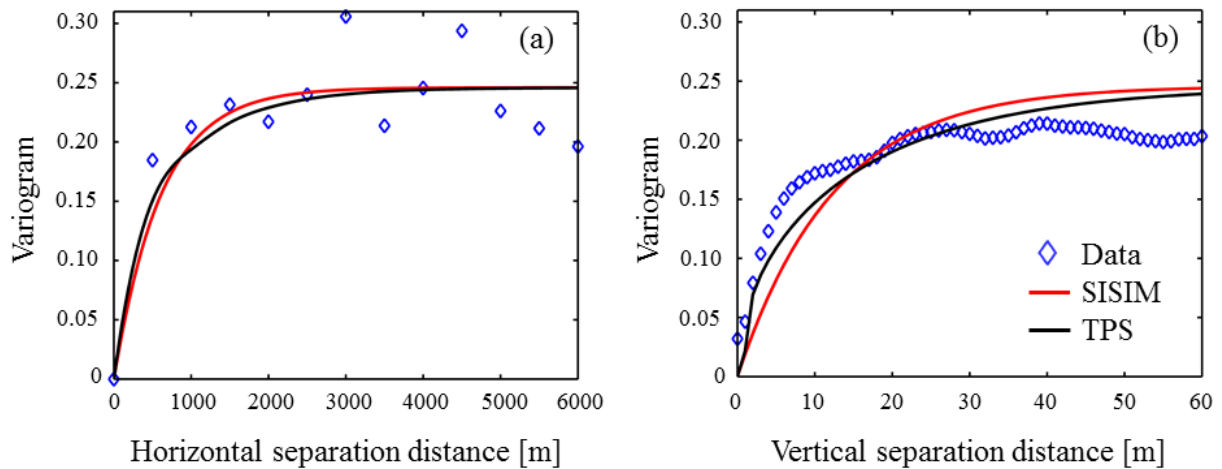 0.30
0.25
0.20
0.15
0.10
0.05
0
Variogram
(a)
0 1000 2000 3000 4000 5000 6000
Horizontal separation distance [m]
0.30
0.25
0.20
0.15
0.10
0.05
0
Variogram
(b)
Data
SISIM
TPS
0 10 20 30 40 50 60
Vertical separation distance [m]